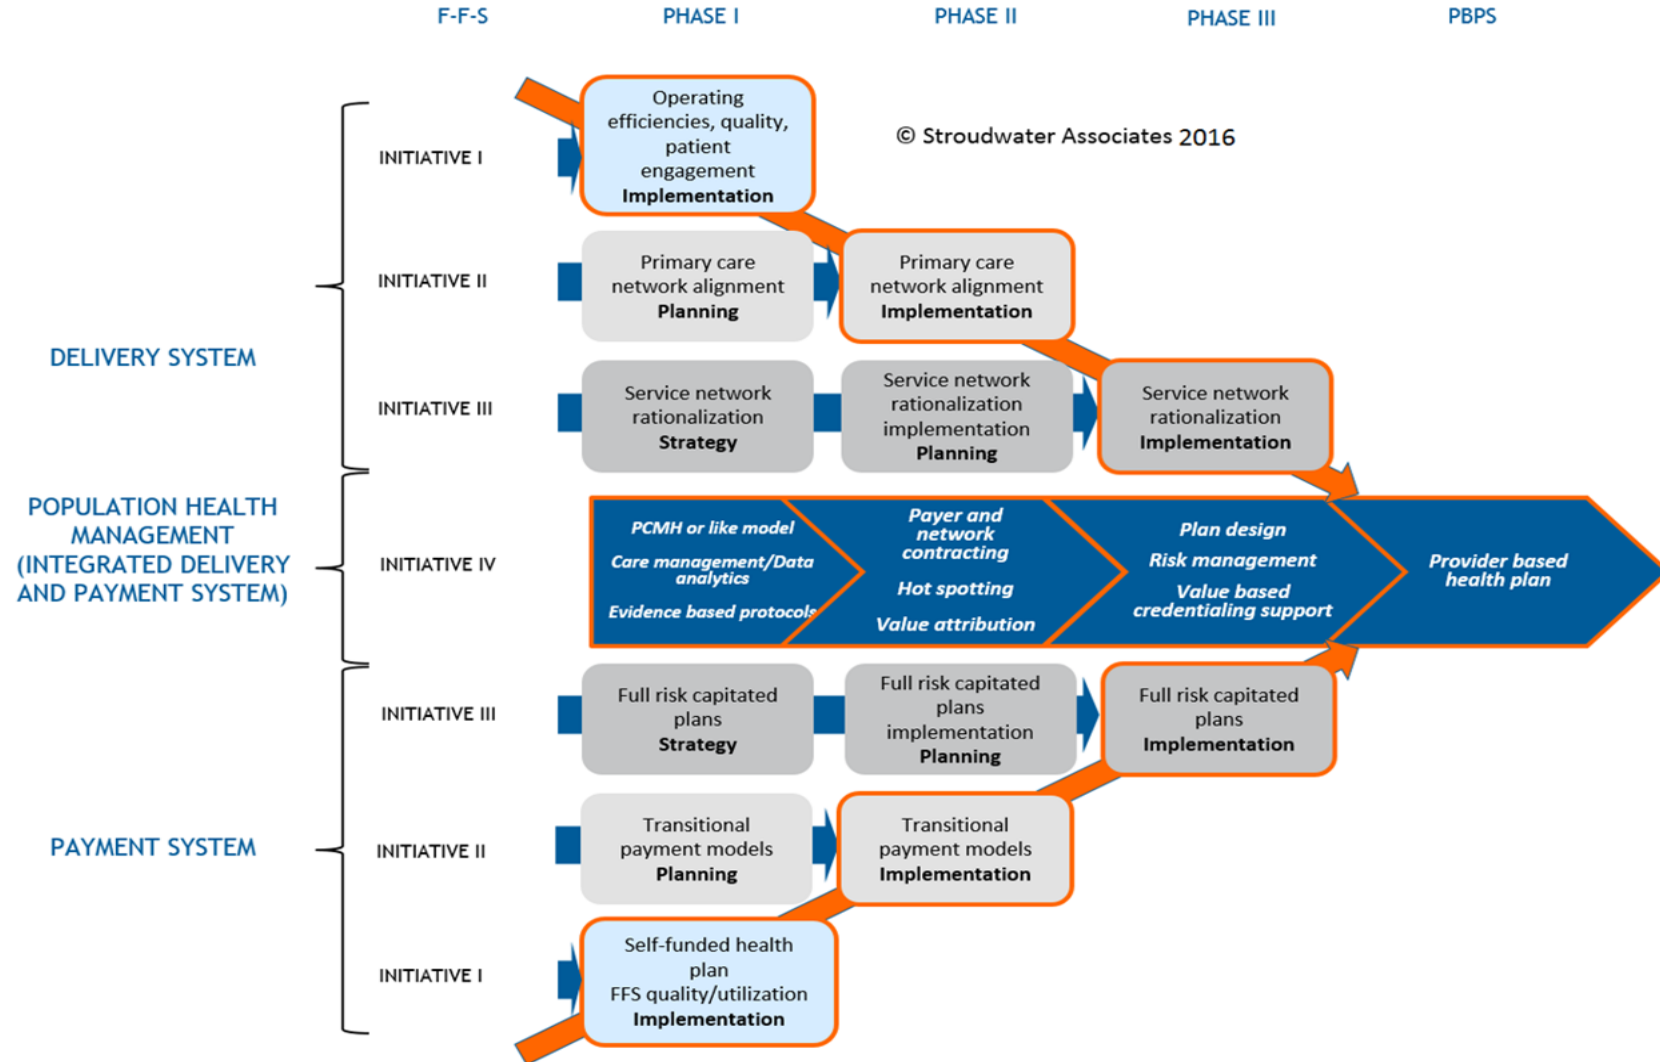 F-F-S
PHASE I
PHASE II
PHASE III
PBPS
© Stroudwater Associates 2016
DELIVERY SYSTEM
INITIATIVE I
Operating
efficiencies, quality,
patient
engagement
Implementation
INITIATIVE II
Primary care
network alignment
Planning
Primary care
network alignment
Implementation
INITIATIVE III
Service network
rationalization
Strategy
Service network
rationalization
implementation
Planning
Service network
rationalization
Implementation
POPULATION HEALTH
MANAGEMENT
(INTEGRATED DELIVERY
AND PAYMENT SYSTEM)
INITIATIVE IV
PCMH or like model
Care management/Data
analytics
Evidence based protocols
Payer and
network
contracting
Hot spotting
Value attribution
Plan design
Risk management
Value based
credentialing support
Provider based
health plan
PAYMENT SYSTEM
INITIATIVE III
Full risk capitated
plans
Strategy
Full risk capitated
plans
implementation
Planning
Full risk capitated
plans
Implementation
INITIATIVE II
Transitional
payment models
Planning
Transitional
payment models
Implementation
INITIATIVE I
Self-funded health
plan
FFS quality/utilization
Implementation